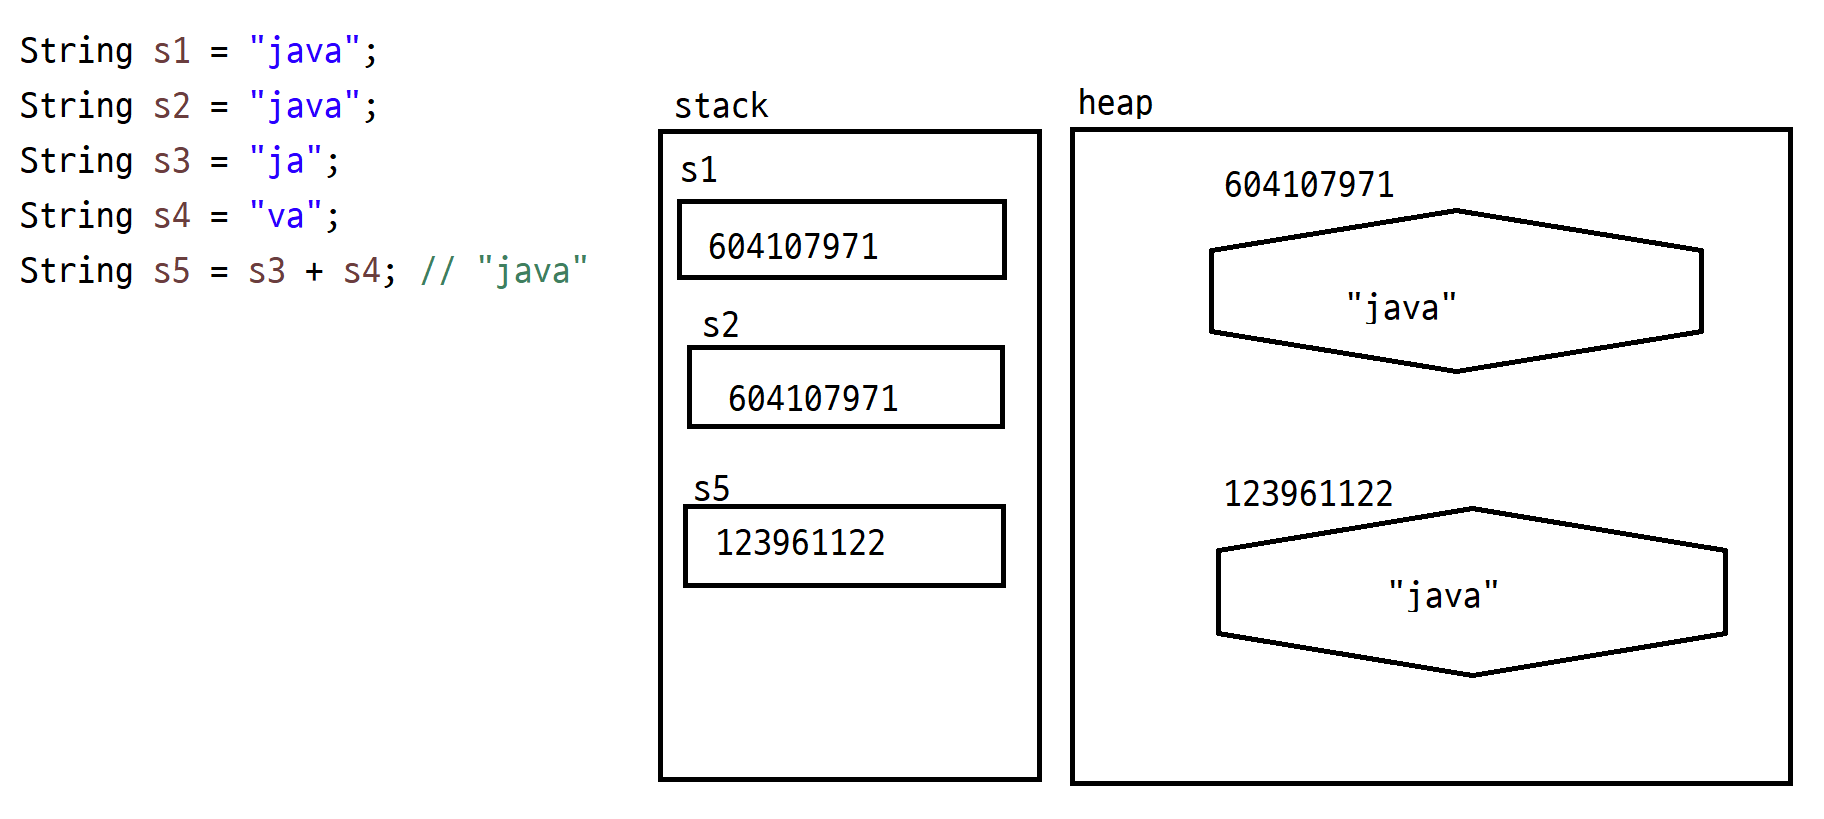 String s1 = "java";
String s2 = "java";
String s3 = "ja";
String s4 = "va";
String s5 = s3 + s4; // "java"
stack
s1
604107971
s2
604107971
s5
123961122
heap
604107971
"java"
123961122
"java"